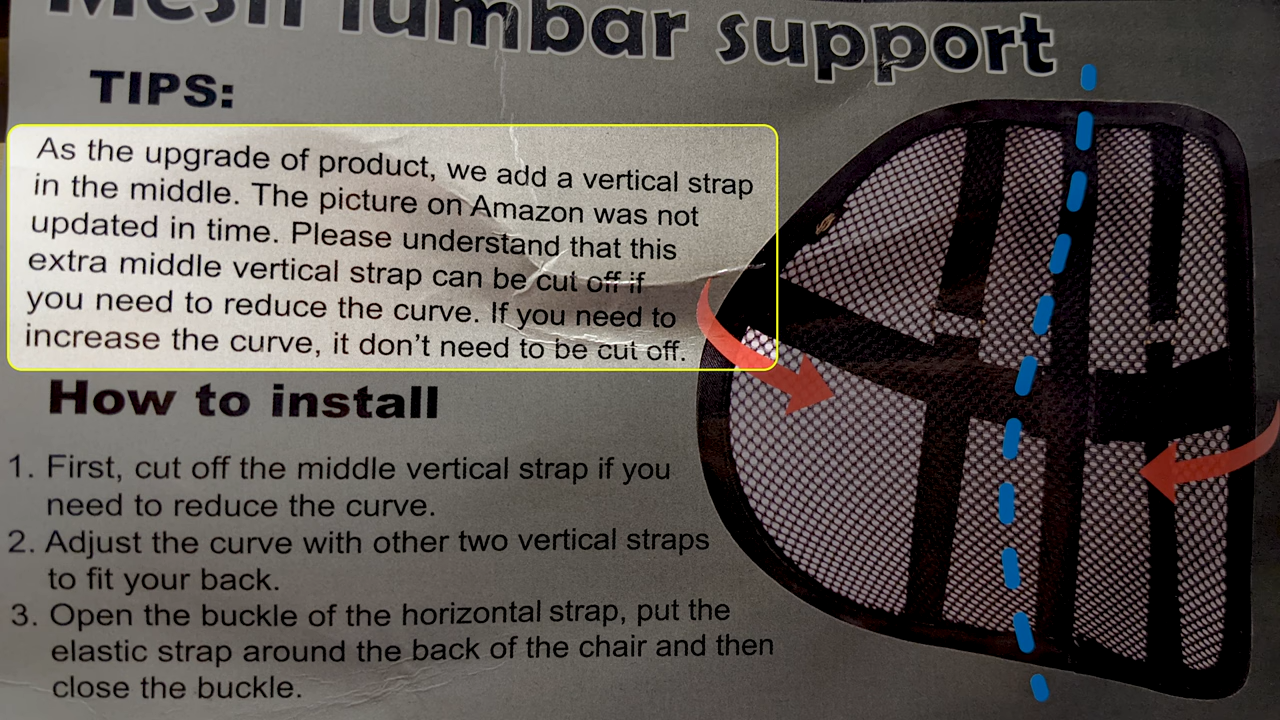 Mesh lumbar support
TIPS:
As the upgrade of product, we add a vertical strap
in the middle. The picture on Amazon was not
updated in time. Please understand that this
extra middle vertical strap can be cut off if
you need to reduce the curve. If you need to
increase the curve, it don't need to be cut off.
How to install
1. First, cut off the middle vertical strap if you
need to reduce the curve.
2. Adjust the curve with other two vertical straps
to fit your back.
3. Open the buckle of the horizontal strap, put the
elastic strap around the back of the chair and then
close the buckle.